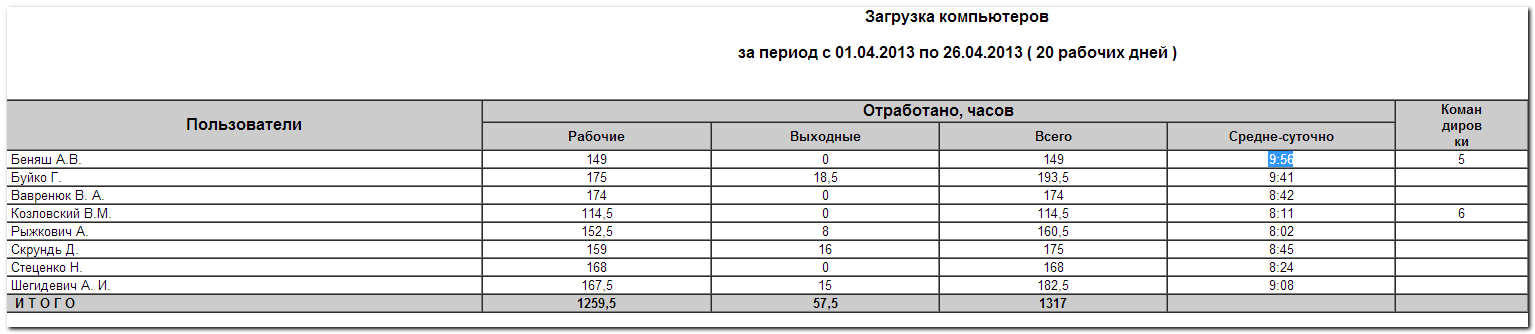 Загрузка компьютеров
за период с 01.04.2013 по 26.04.2013 ( 20 рабочих дней )
Пользователи Отработано, часов Коман
диров
ки
Рабочие Выходные Всего Средне-суточно
Беняш А.В. 149 0 149 9:56 5
Буйко Г. 175 18,5 193,5 9:41
Вавренюк В. А. 174 0 174 8:42
Козловский В.М. 114,5 0 114,5 8:11 6
Рыжкович А. 152,5 8 160,5 8:02
Скрундь Д. 159 16 175 8:45
Стеценко Н. 168 0 168 8:24
Шегидевич А. И. 167,5 15 182,5 9:08
И Т О Г О 1259,5 57,5 1317